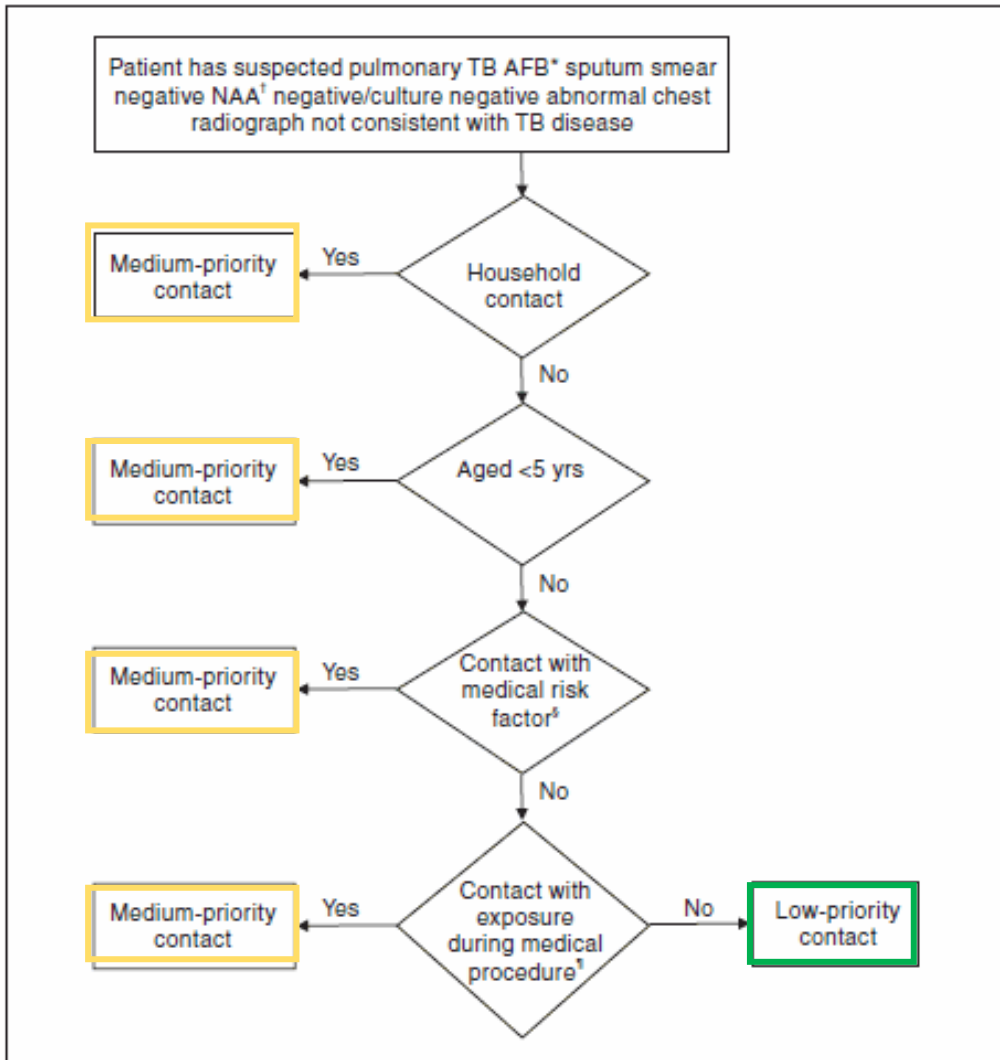 Patient has suspected pulmonary TB AFB* sputum smear
negative NAA† negative/culture negative abnormal chest
radiograph not consistent with TB disease
Medium-priority
contact
Yes
Household
contact
No
Medium-priority
contact
Yes
Aged <5 yrs
No
Medium-priority
contact
Yes
Contact with
medical risk
factor§
No
Medium-priority
contact
Yes
Contact with
exposure
during medical
procedure¶
No
Low-priority
contact